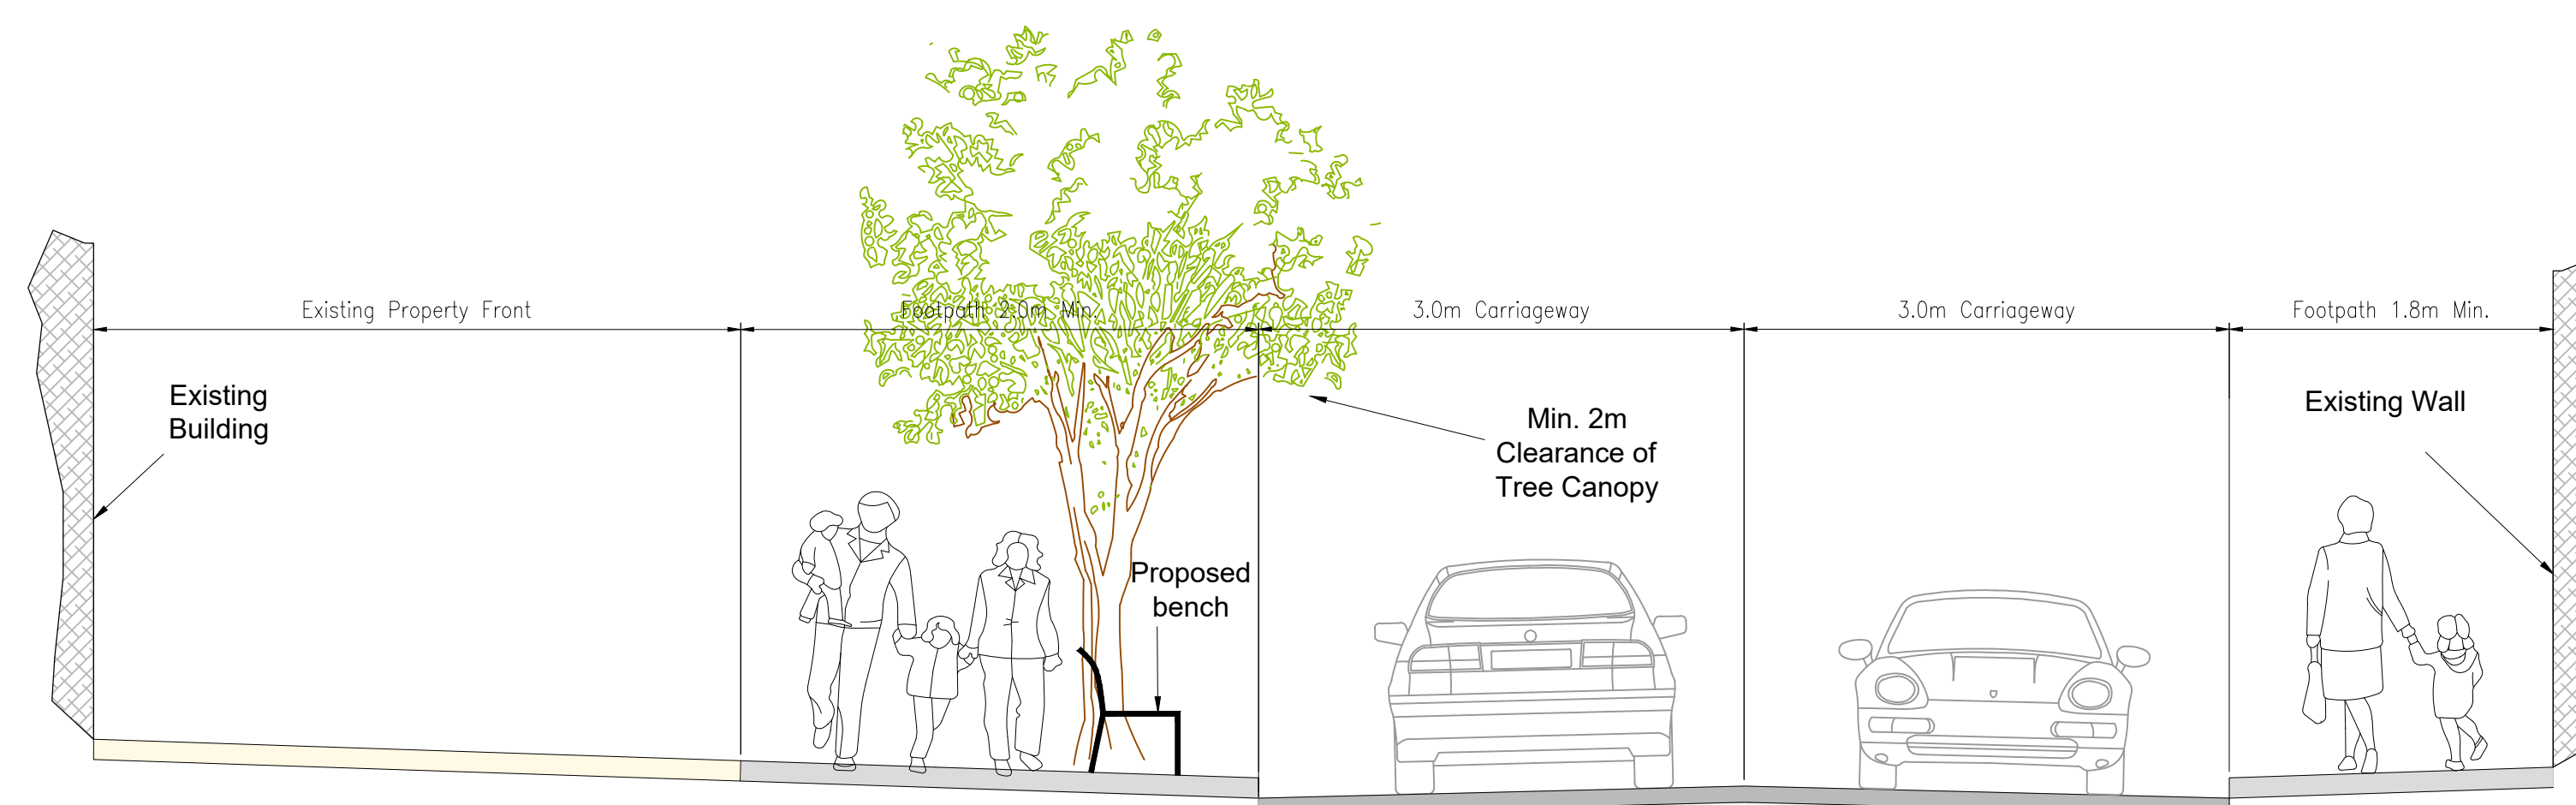 Existing Property Front
Footpath 2.0m Min.
3.0m Carriageway
3.0m Carriageway
Footpath 1.8m Min.
Existing
Building
Min. 2m
Clearance of
Tree Canopy
Existing Wall
Proposed
bench